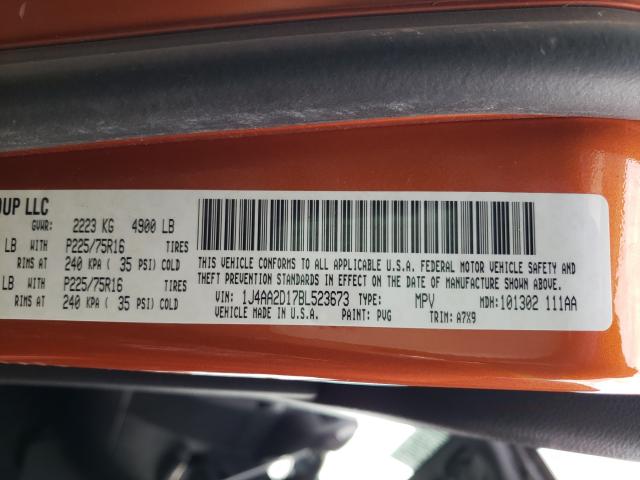 OUP LLC
GVWR: 2223 KG 4900 LB
LB WITH P225/75R16 TIRES
RIMS AT 240 KPA ( 35 PSI) COLD
LB WITH P225/75R16 TIRES
RIMS AT 240 KPA ( 35 PSI) COLD
THIS VEHICLE CONFORMS TO ALL APPLICABLE U.S.A. FEDERAL MOTOR VEHICLE SAFETY AND
THEFT PREVENTION STANDARDS IN EFFECT ON THE DATE OF MANUFACTURE SHOWN ABOVE.
VIN: 1J4AA2D17BL523673 TYPE: MPV MDH:101302 111AA
VEHICLE MADE IN U.S.A. PAINT: PVG TRIM: A7X9